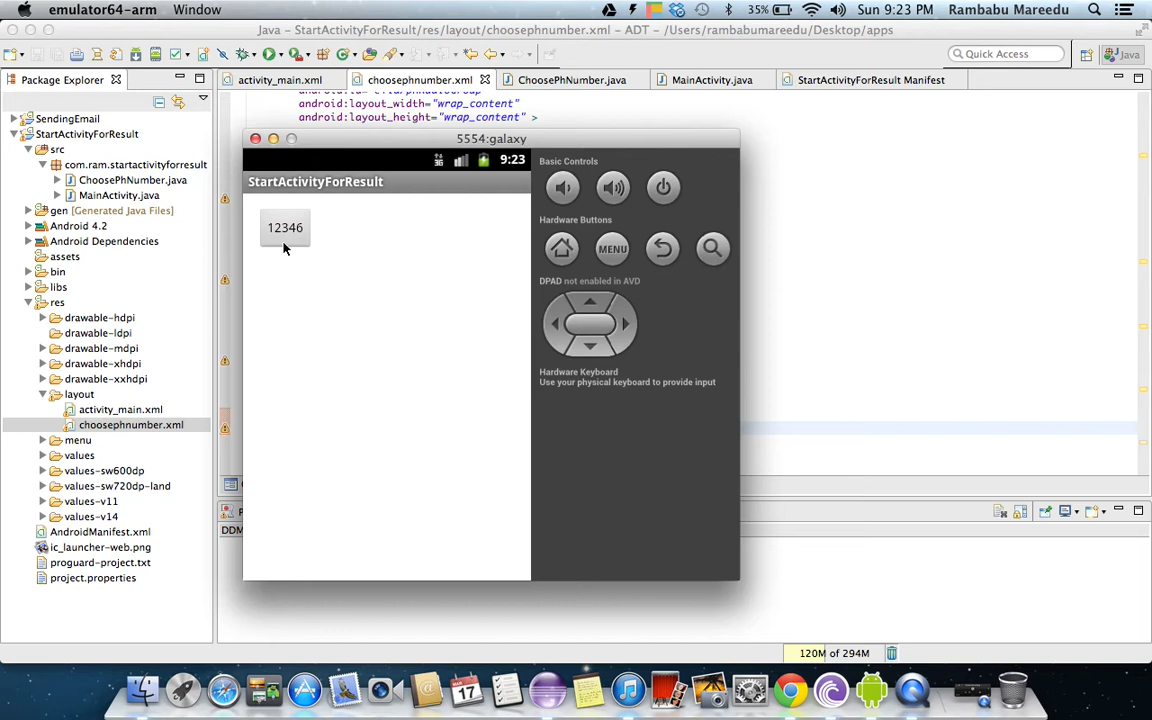 emulator64-arm Window
35% Sun 9:23 PM Rambabu Mareedu
Java – StartActivityForResult/res/layout/choosephnumber.xml – ADT – /Users/rambabumareedu/Desktop/apps
Quick Access
Java
Package Explorer
activity_main.xml
choosephnumber.xml
ChoosePhNumber.java
MainActivity.java
StartActivityForResult Manifest
SendingEmail
StartActivityForResult
src
com.ram.startactivityforresult
ChoosePhNumber.java
MainActivity.java
gen [Generated Java Files]
Android 4.2
Android Dependencies
assets
bin
libs
res
drawable-hdpi
drawable-ldpi
drawable-mdpi
drawable-xhdpi
drawable-xxhdpi
layout
activity_main.xml
choosephnumber.xml
menu
values
values-sw600dp
values-sw720dp-land
values-v11
values-v14
AndroidManifest.xml
ic_launcher-web.png
proguard-project.txt
project.properties
android:layout_width="wrap_content"
android:layout_height="wrap_content" >
5554:galaxy
3G 9:23
StartActivityForResult
12346
Basic Controls
Hardware Buttons
MENU
DPAD not enabled in AVD
Hardware Keyboard
Use your physical keyboard to provide input
DDM
120M of 294M
MAR
17